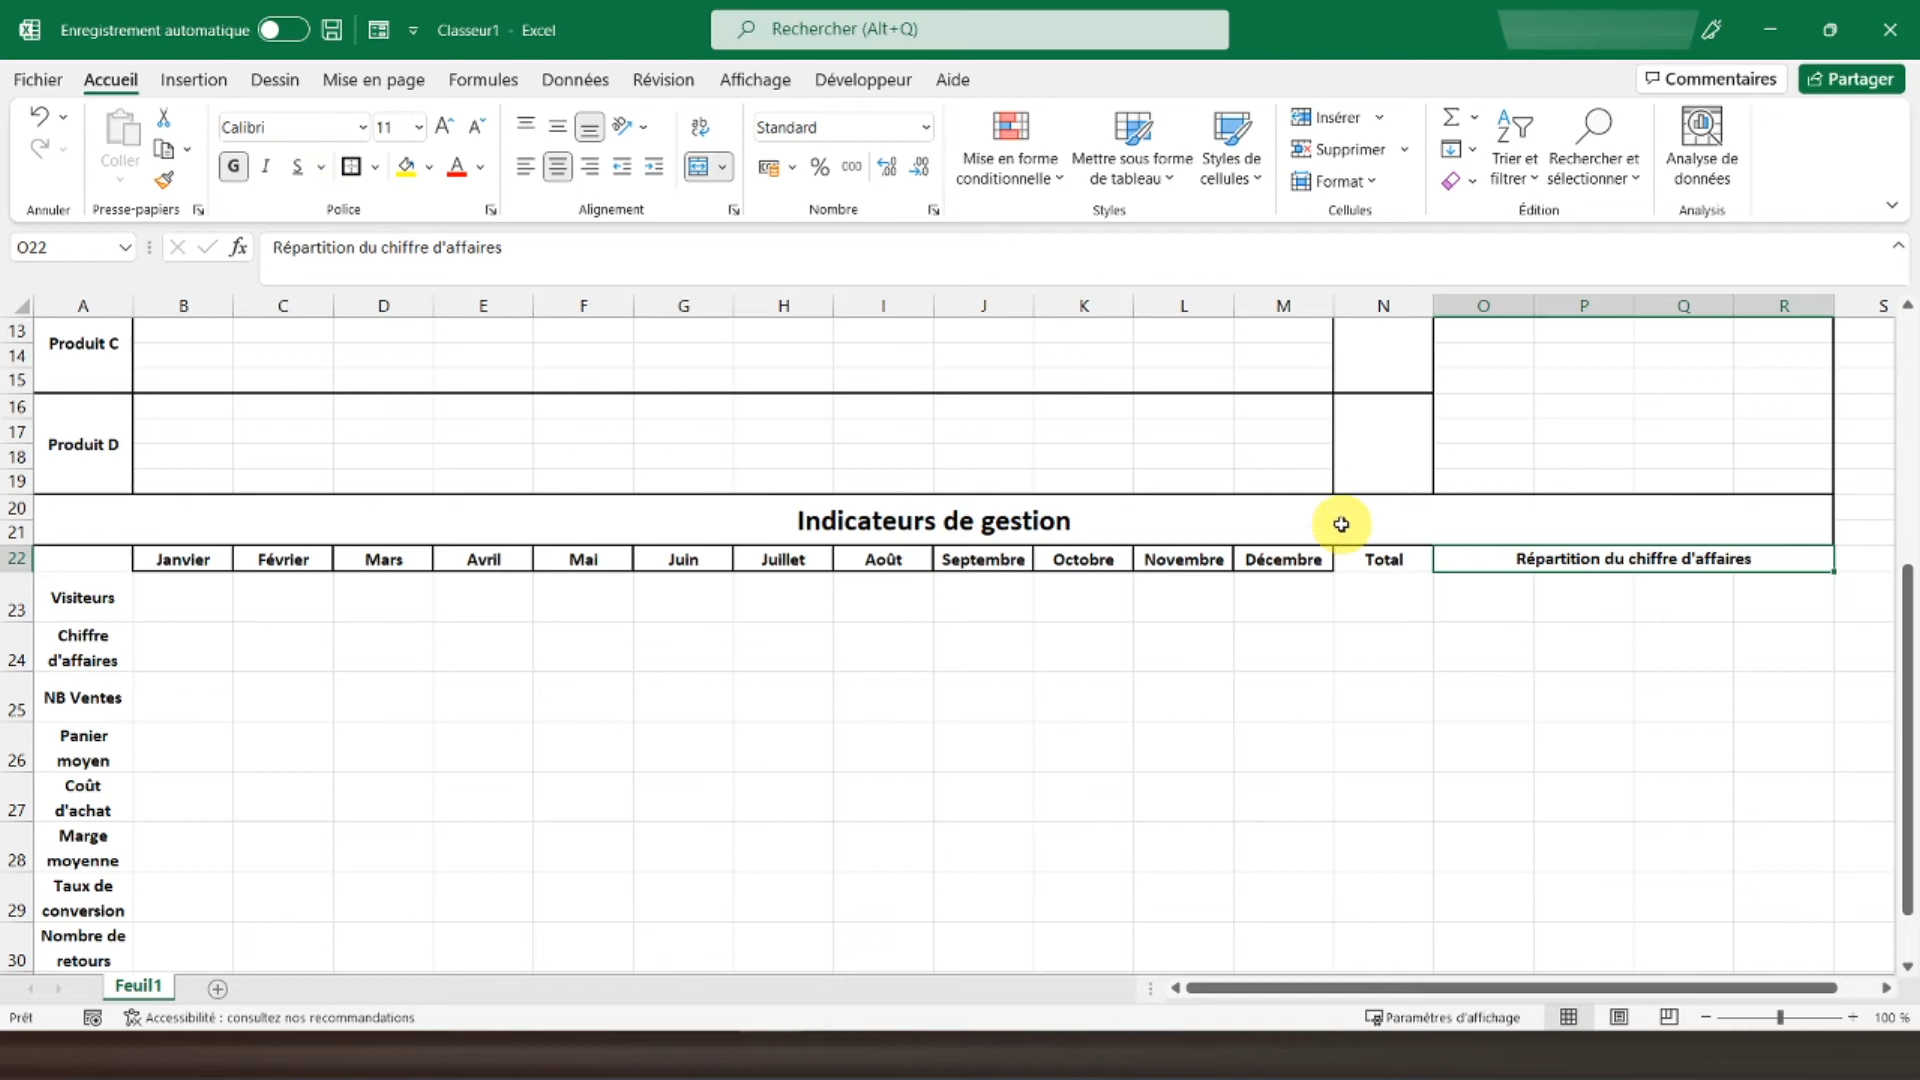 Enregistrement automatique Classeur1 - Excel Rechercher (Alt+Q)
Fichier Accueil Insertion Dessin Mise en page Formules Données Révision Affichage Développeur Aide Commentaires Partager
Coller
Calibri 11
G I S
Standard
% 000
Mise en forme conditionnelle
Mettre sous forme de tableau
Styles de cellules
Insérer
Supprimer
Format
Trier et filtrer
Rechercher et sélectionner
Analyse de données
Annuler Presse-papiers Police Alignement Nombre Styles Cellules Édition Analysis
O22 fx Répartition du chiffre d'affaires
A B C D E F G H I J K L M N O P Q R S
13
Produit C
14
15
16
17
Produit D
18
19
20
Indicateurs de gestion
21
22 Janvier Février Mars Avril Mai Juin Juillet Août Septembre Octobre Novembre Décembre Total Répartition du chiffre d'affaires
23 Visiteurs
24 Chiffre d'affaires
25 NB Ventes
26 Panier moyen
27 Coût d'achat
28 Marge moyenne
29 Taux de conversion
30 Nombre de retours
Feuil1
Prêt Accessibilité : consultez nos recommandations Paramètres d'affichage 100 %